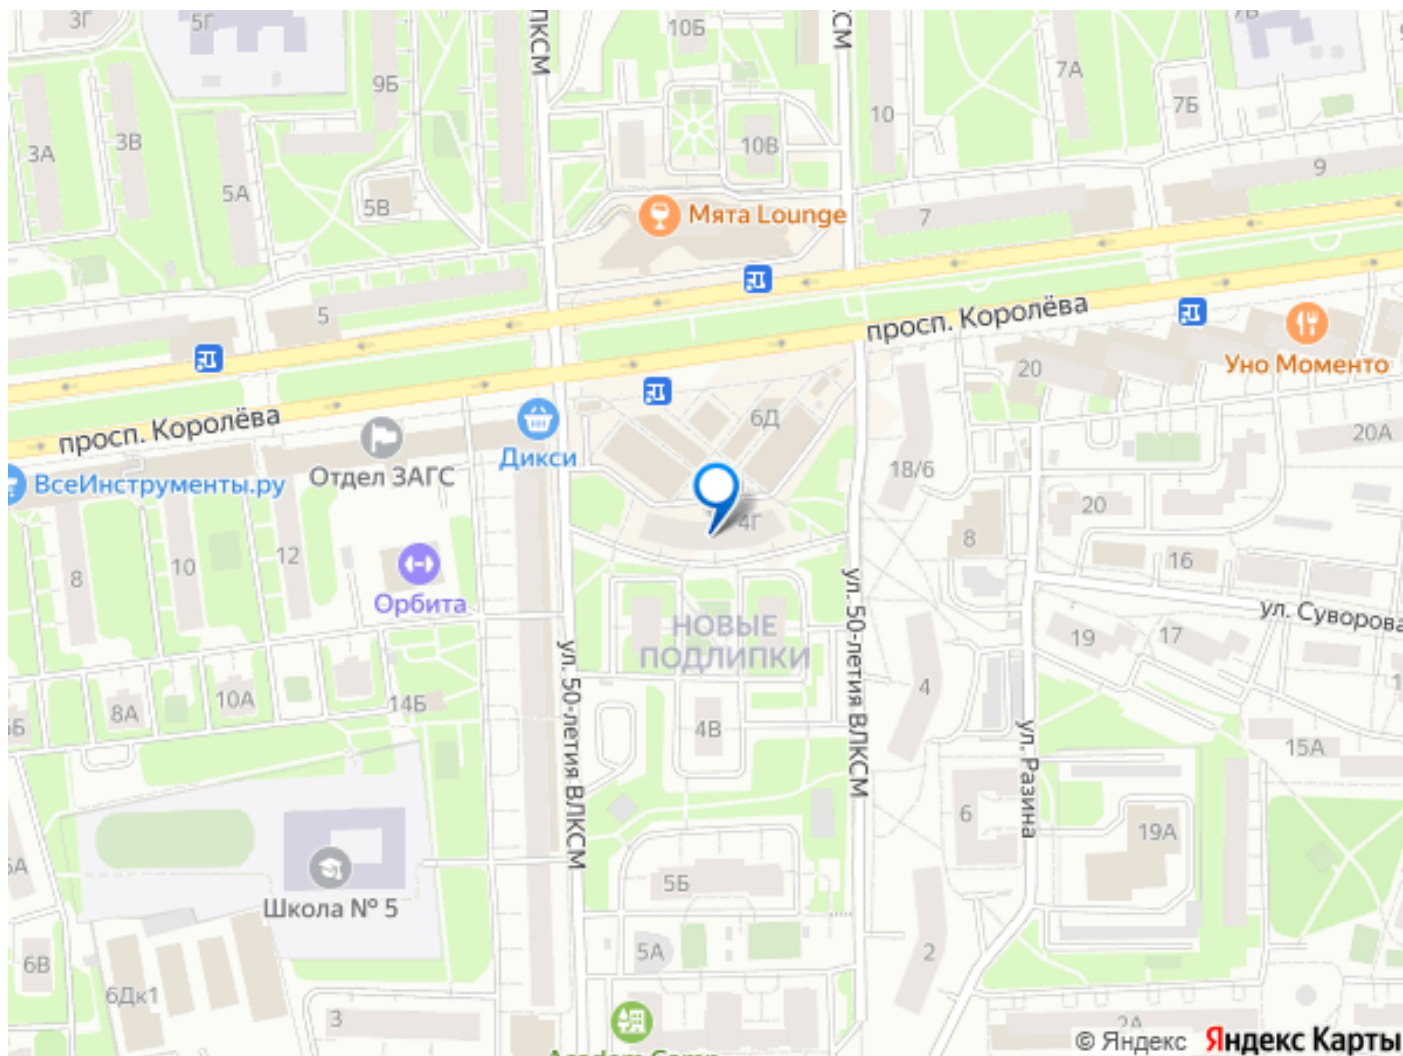 3Г
5Г
ЛКСМ
10Б
СМ
7А
9Б
10
7Б
3А
3В
10В
5А
5В
9
Мята Lounge
7
5
просп. Королёва
20
Уно Моменто
просп. Королёва
6Д
20А
Дикси
Отдел ЗАГС
18/6
ВсеИнструменты.ру
20
4Г
8
12
10
8
16
Орбита
ул. Суворова
НОВЫЕ
ПОДЛИПКИ
19
17
ул. 50-летия ВЛКСМ
ул. 50-летия ВЛКСМ
4
10А
14Б
8А
4В
ул. Разина
15А
6
19А
5Б
Школа № 5
5А
2
6В
6Дк1
3
2А
© Яндекс
Яндекс Карты